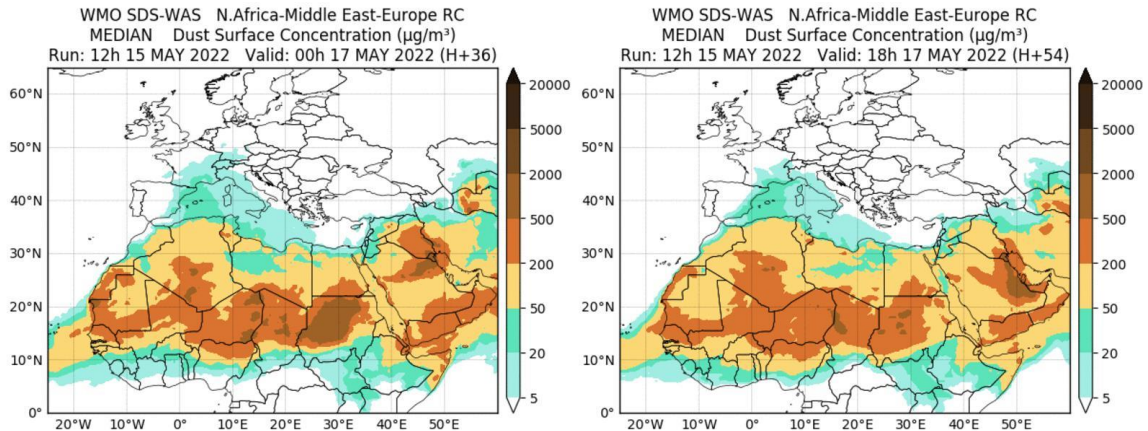 WMO SDS-WAS N.Africa-Middle East-Europe RC
MEDIAN Dust Surface Concentration (µg/m³)
Run: 12h 15 MAY 2022 Valid: 00h 17 MAY 2022 (H+36)
60°N
50°N
40°N
30°N
20°N
10°N
0°
20°W
10°W
0°
10°E
20°E
30°E
40°E
50°E
20000
5000
2000
500
200
50
20
5
WMO SDS-WAS N.Africa-Middle East-Europe RC
MEDIAN Dust Surface Concentration (µg/m³)
Run: 12h 15 MAY 2022 Valid: 18h 17 MAY 2022 (H+54)
60°N
50°N
40°N
30°N
20°N
10°N
0°
20°W
10°W
0°
10°E
20°E
30°E
40°E
50°E
20000
5000
2000
500
200
50
20
5